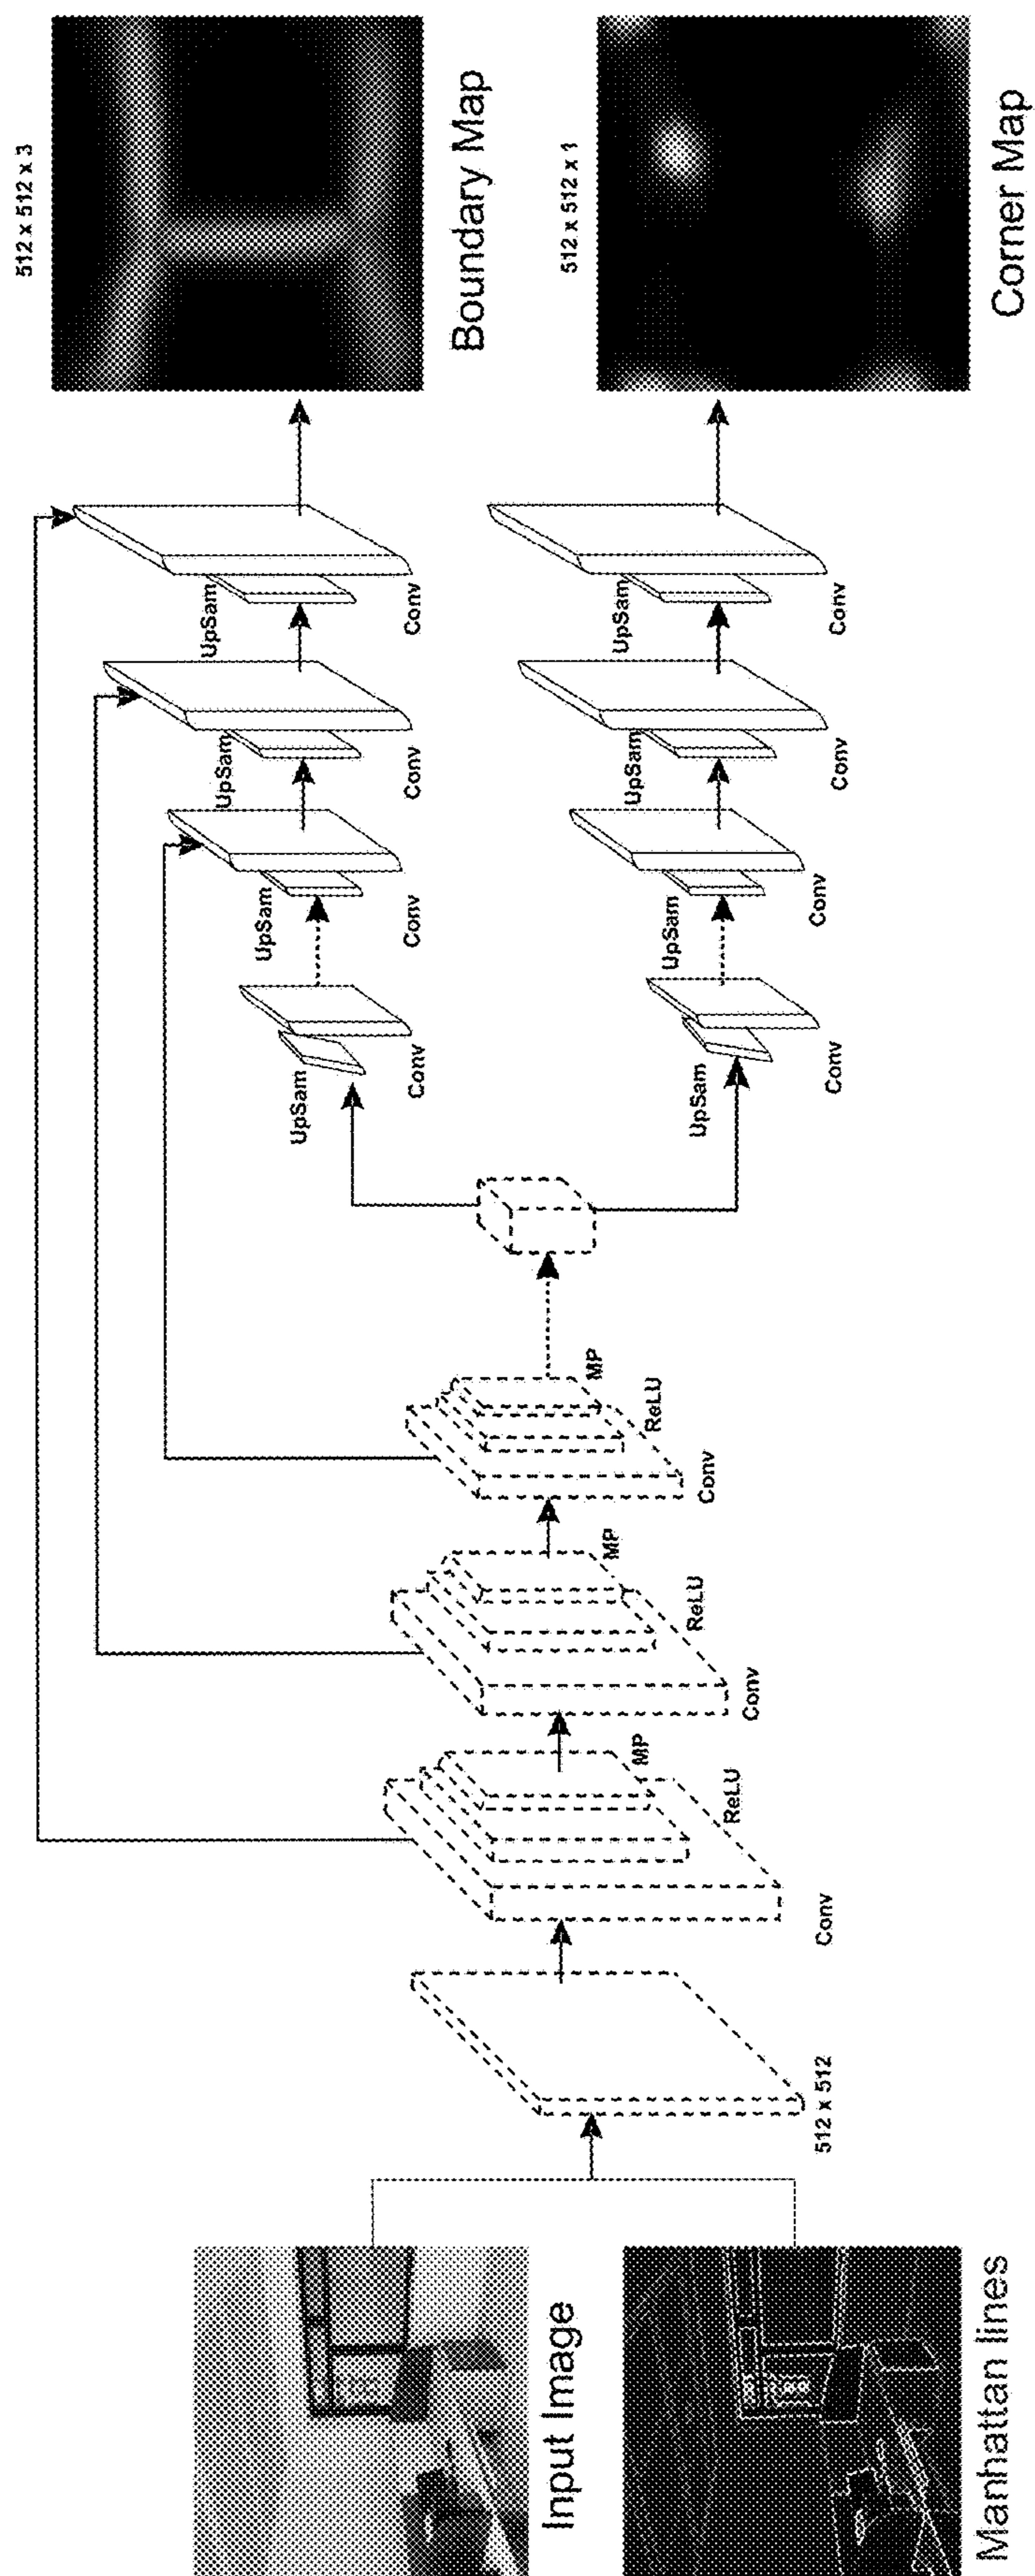 Input Image
Manhattan lines
512 x 512
Conv
ReLU
MP
Conv
ReLU
MP
Conv
ReLU
MP
UpSam
Conv
UpSam
Conv
UpSam
Conv
UpSam
Conv
512 x 512 x 3
Boundary Map
UpSam
Conv
UpSam
Conv
UpSam
Conv
UpSam
Conv
512 x 512 x 1
Corner Map